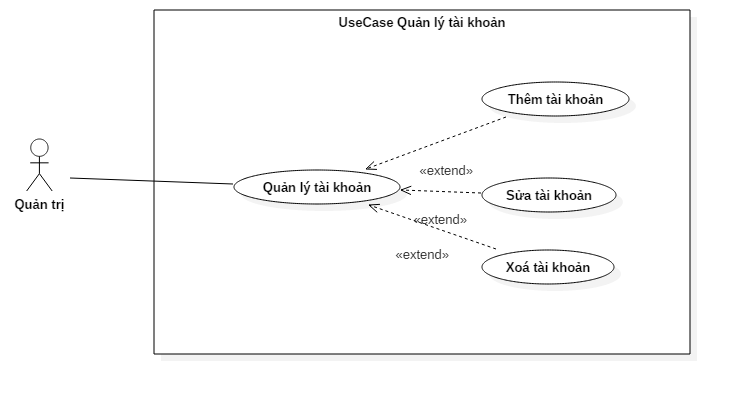 UseCase Quản lý tài khoản
Thêm tài khoản
«extend»
Quản lý tài khoản
Sửa tài khoản
Quản trị
«extend»
«extend»
Xoá tài khoản